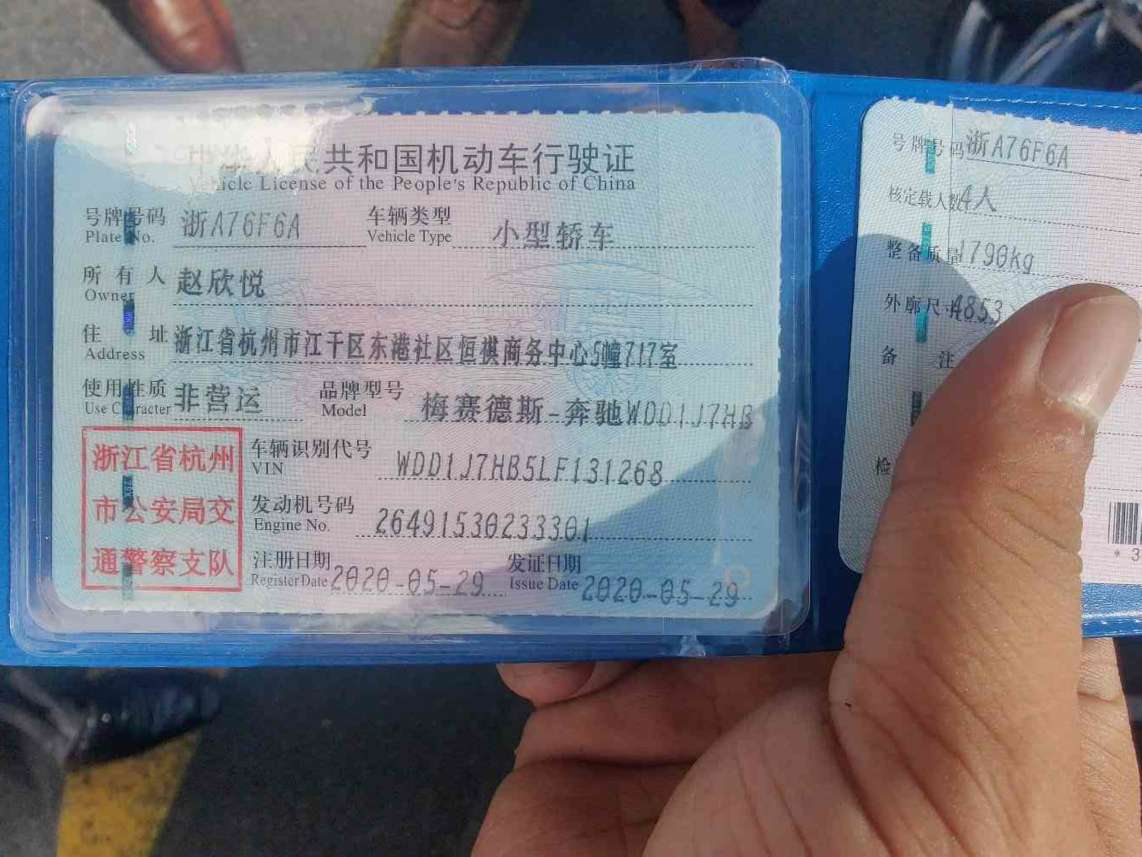 中华人民共和国机动车行驶证
Vehicle License of the People's Republic of China
号牌号码 浙A76F6A 车辆类型 小型轿车
Plate No. Vehicle Type
所有人 赵欣悦
Owner
住址 浙江省杭州市江干区东港社区恒祺商务中心5幢717室
Address
使用性质 非营运 品牌型号 梅赛德斯-奔驰WDD1J7HB
Use Character Model
浙江省杭州
市公安局交
通警察支队
车辆识别代号 WDD1J7HB5LF131268
VIN
发动机号码 26491530233301
Engine No.
注册日期 2020-05-29 发证日期 2020-05-29
Register Date Issue Date
号牌号码 浙A76F6A
核定载人数 4人
整备质量 1790kg
外廓尺 4853
备注
检
*3